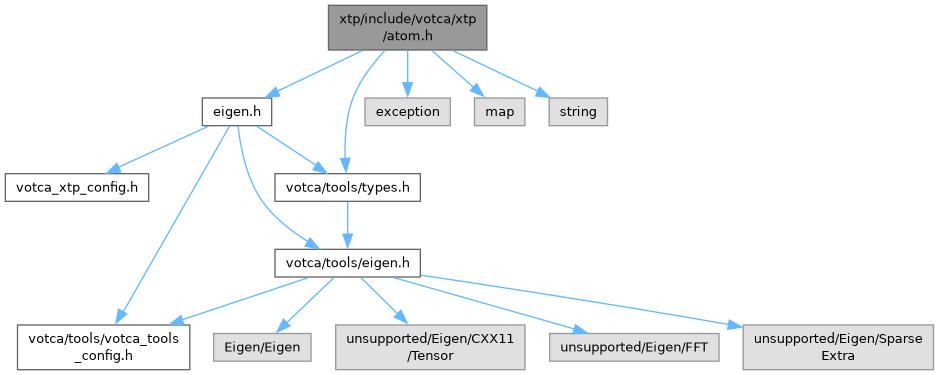 xtp/include/votca/xtp
/atom.h
eigen.h
exception
map
string
votca_xtp_config.h
votca/tools/types.h
votca/tools/eigen.h
votca/tools/votca_tools
_config.h
Eigen/Eigen
unsupported/Eigen/CXX11
/Tensor
unsupported/Eigen/FFT
unsupported/Eigen/Sparse
Extra